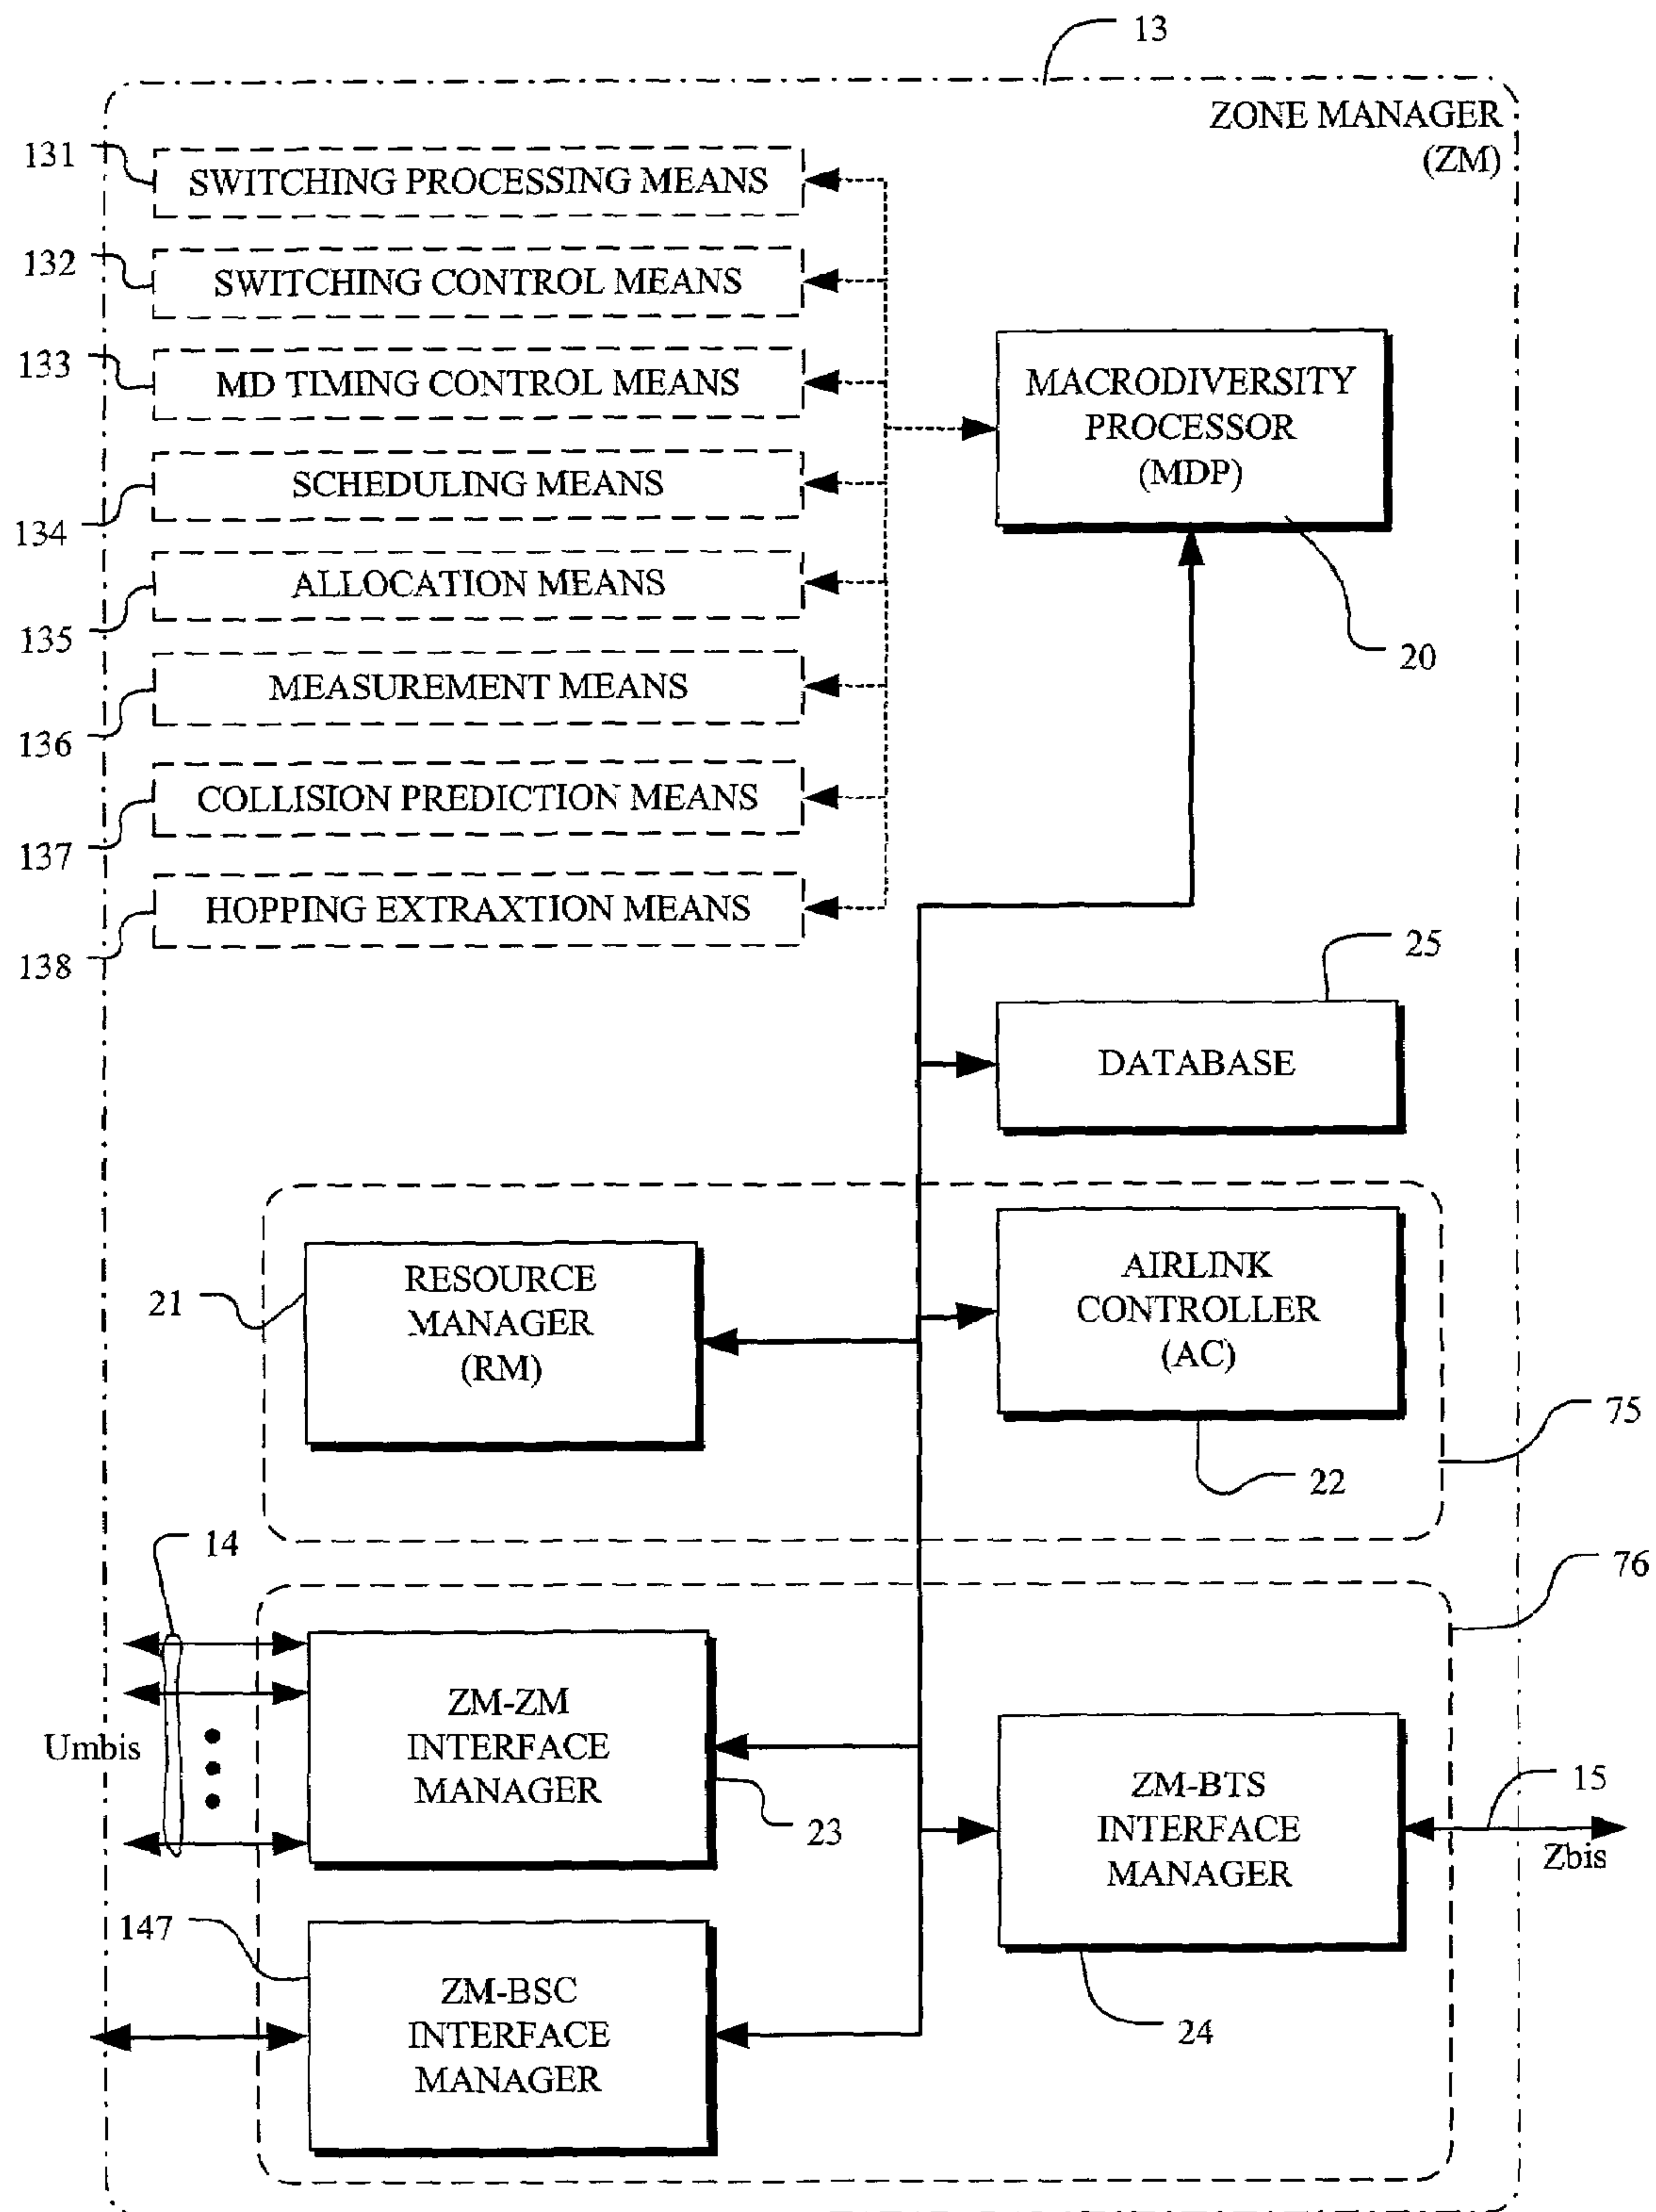 13
ZONE MANAGER
(ZM)
131
SWITCHING PROCESSING MEANS
132
SWITCHING CONTROL MEANS
133
MD TIMING CONTROL MEANS
134
SCHEDULING MEANS
135
ALLOCATION MEANS
136
MEASUREMENT MEANS
137
COLLISION PREDICTION MEANS
138
HOPPING EXTRAXTION MEANS
MACRODIVERSITY
PROCESSOR
(MDP)
20
25
DATABASE
21
RESOURCE
MANAGER
(RM)
AIRLINK
CONTROLLER
(AC)
22
75
14
76
Umbis
ZM-ZM
INTERFACE
MANAGER
23
ZM-BTS
INTERFACE
MANAGER
15
Zbis
24
147
ZM-BSC
INTERFACE
MANAGER